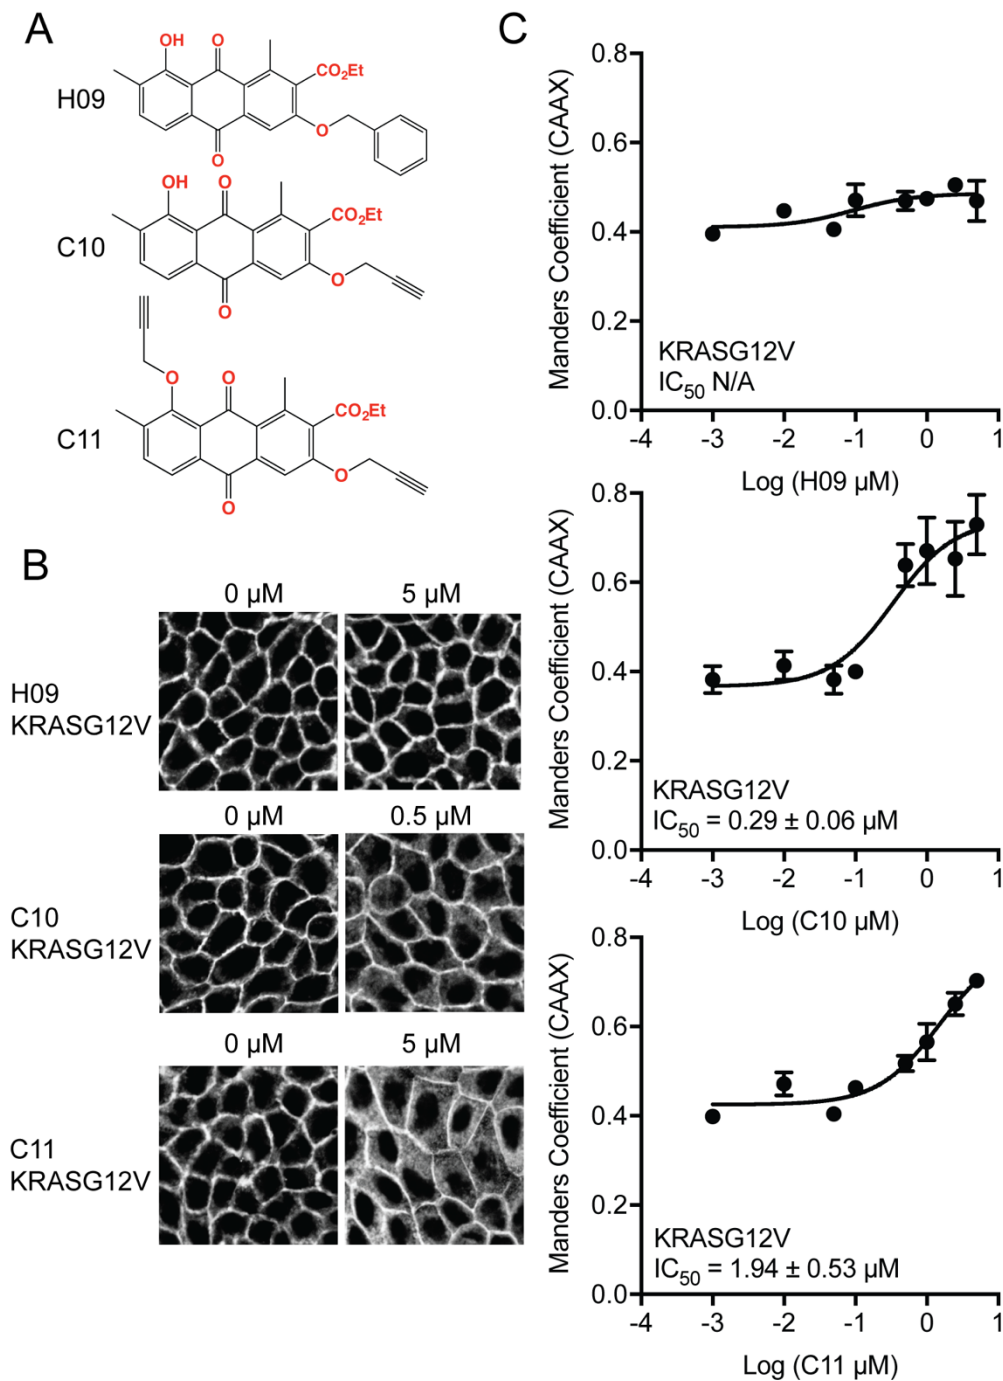 A
OH
O
CO2Et
H09
O
O
OH
O
CO2Et
C10
O
O
O
O
CO2Et
C11
O
O
B
0 µM
5 µM
H09
KRASG12V
0 µM
0.5 µM
C10
KRASG12V
0 µM
5 µM
C11
KRASG12V
C
Manders Coefficient (CAAX)
0.8
0.6
0.4
0.2
0.0
KRASG12V
IC50 N/A
-4 -3 -2 -1 0 1
Log (H09 µM)
Manders Coefficient (CAAX)
0.8
0.6
0.4
0.2
0.0
KRASG12V
IC50 = 0.29 ± 0.06 µM
-4 -3 -2 -1 0 1
Log (C10 µM)
Manders Coefficient (CAAX)
0.8
0.6
0.4
0.2
0.0
KRASG12V
IC50 = 1.94 ± 0.53 µM
-4 -3 -2 -1 0 1
Log (C11 µM)